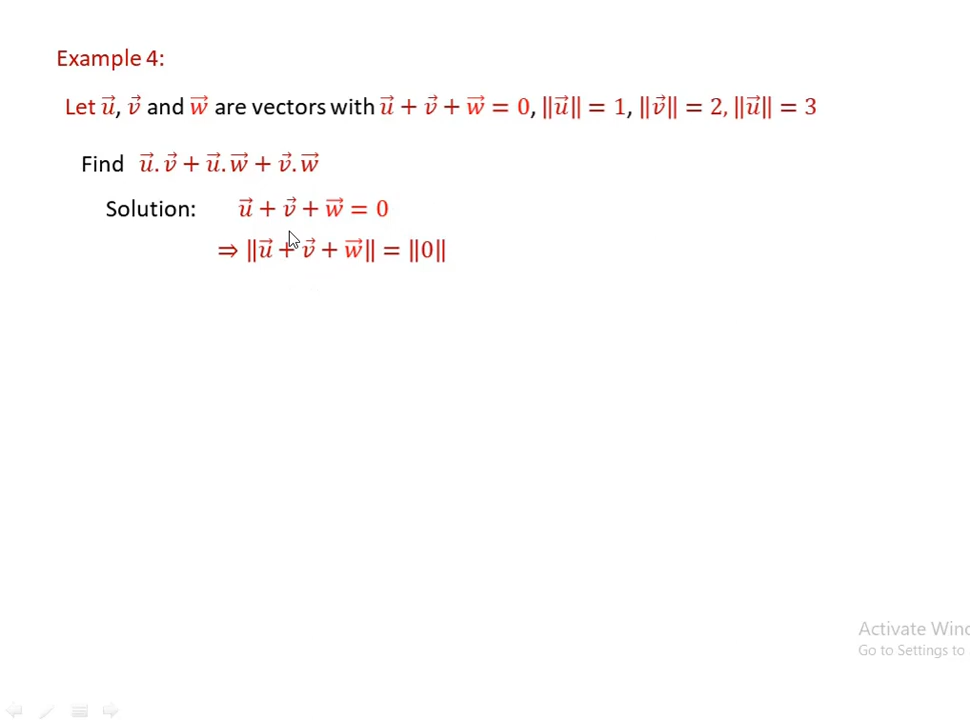 Example 4:
Let u⃗, v⃗ and w⃗ are vectors with u⃗ + v⃗ + w⃗ = 0, ‖u⃗‖ = 1, ‖v⃗‖ = 2, ‖u⃗‖ = 3
Find u⃗. v⃗ + u⃗. w⃗ + v⃗. w⃗
Solution: u⃗ + v⃗ + w⃗ = 0
⇒ ‖u⃗ + v⃗ + w⃗‖ = ‖0‖
Activate Wind
Go to Settings to